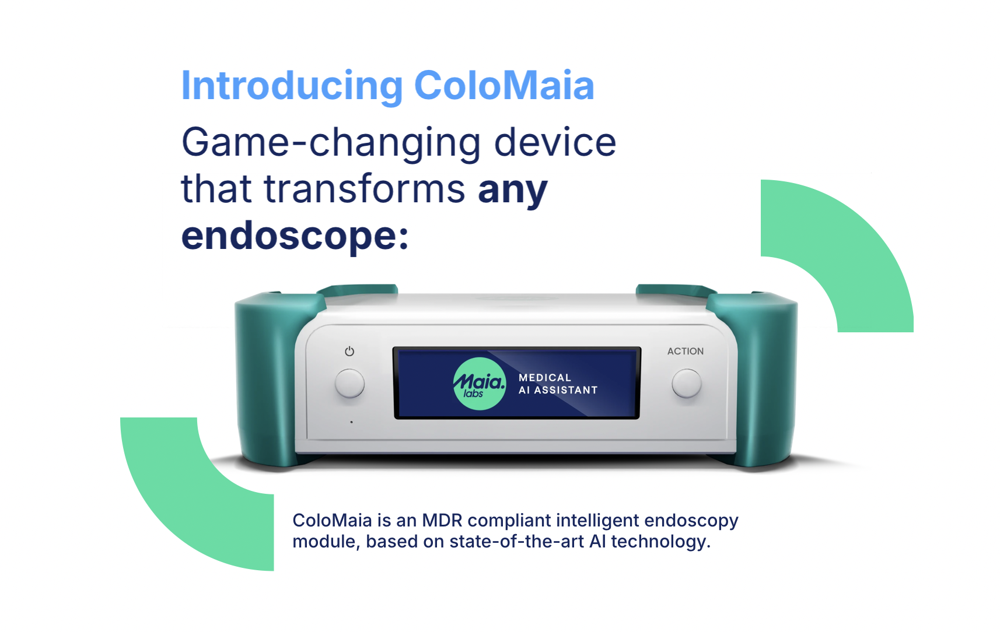 Introducing ColoMaia
Game-changing device
that transforms any
endoscope:
ACTION
Maia.
labs
MEDICAL
AI ASSISTANT
ColoMaia is an MDR compliant intelligent endoscopy
module, based on state-of-the-art AI technology.